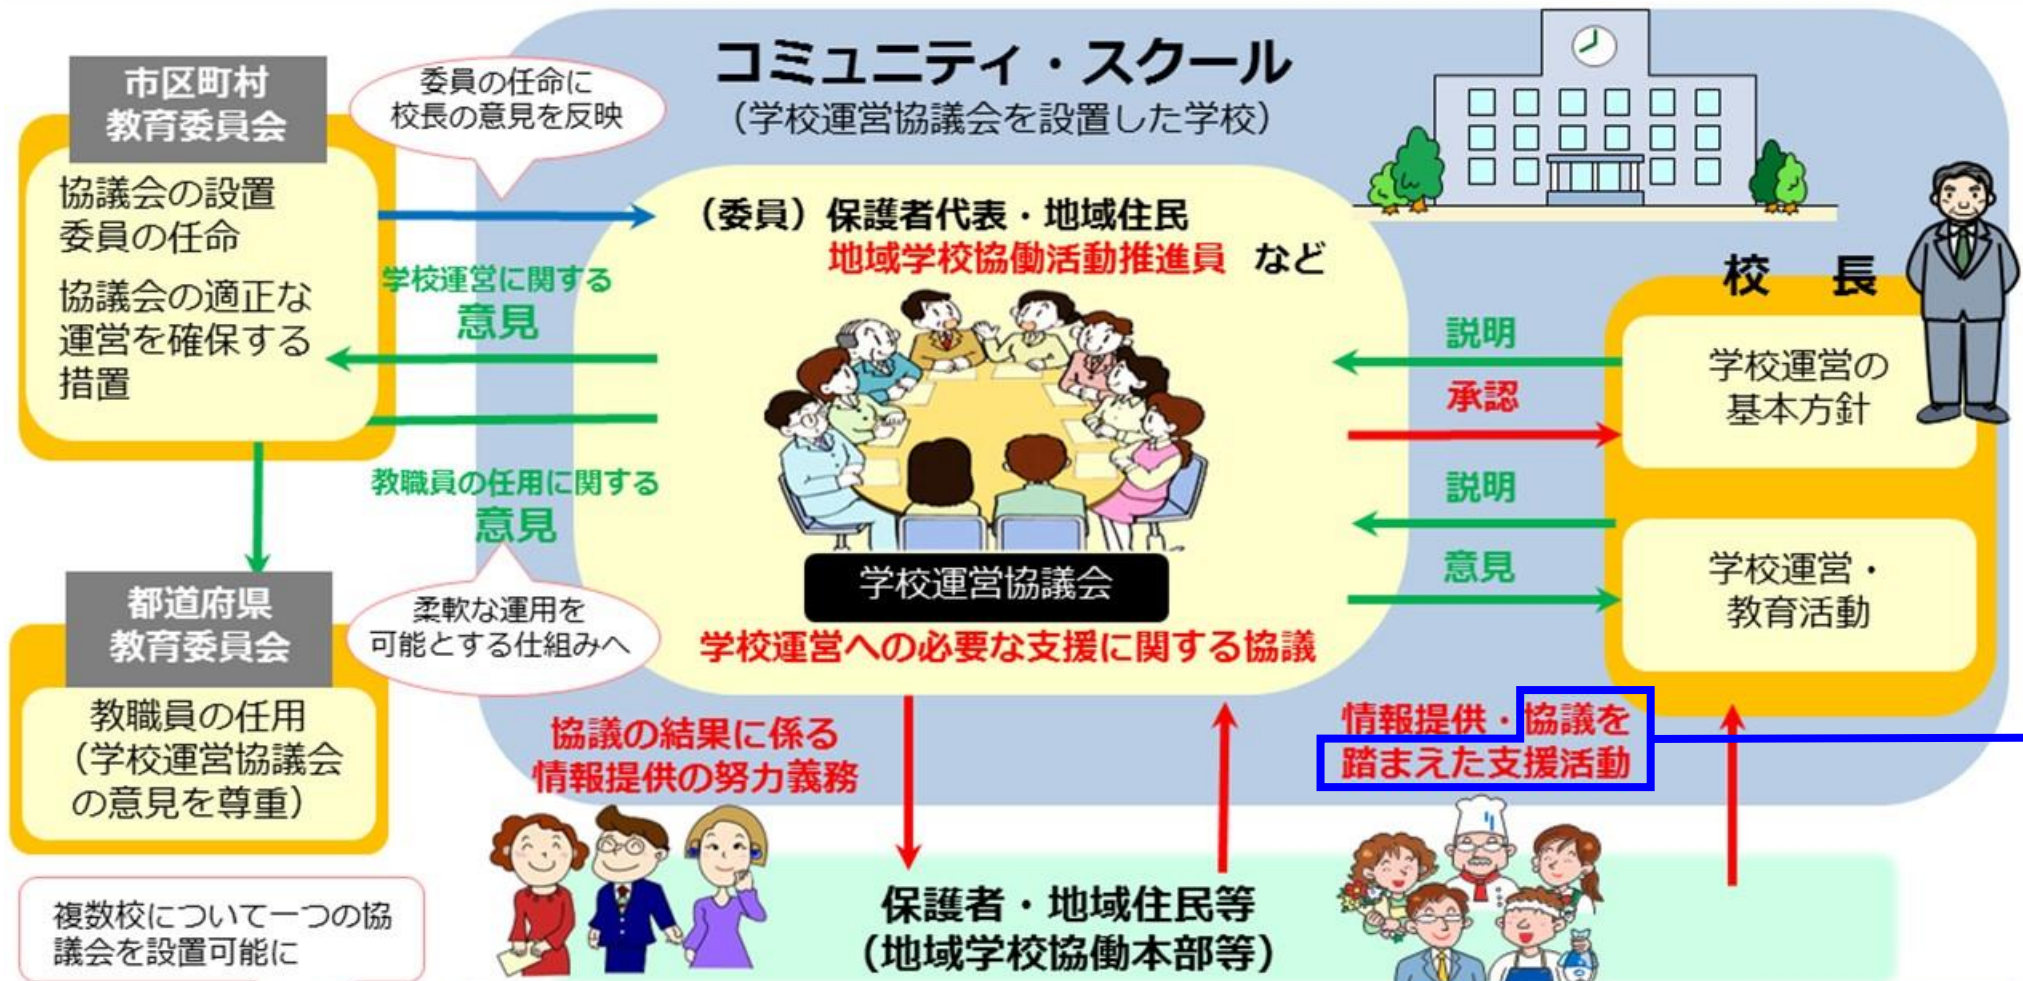 コミュニティ・スクール
（学校運営協議会を設置した学校）
市区町村
教育委員会
協議会の設置
委員の任命
協議会の適正な
運営を確保する
措置
委員の任命に
校長の意見を反映
学校運営に関する
意見
教職員の任用に関する
意見
柔軟な運用を
可能とする仕組みへ
都道府県
教育委員会
教職員の任用
（学校運営協議会
の意見を尊重）
複数校について一つの協
議会を設置可能に
（委員）保護者代表・地域住民
地域学校協働活動推進員 など
学校運営協議会
学校運営への必要な支援に関する協議
校 長
説明
承認
学校運営の
基本方針
説明
意見
学校運営・
教育活動
協議の結果に係る
情報提供の努力義務
情報提供・協議を
踏まえた支援活動
保護者・地域住民等
（地域学校協働本部等）